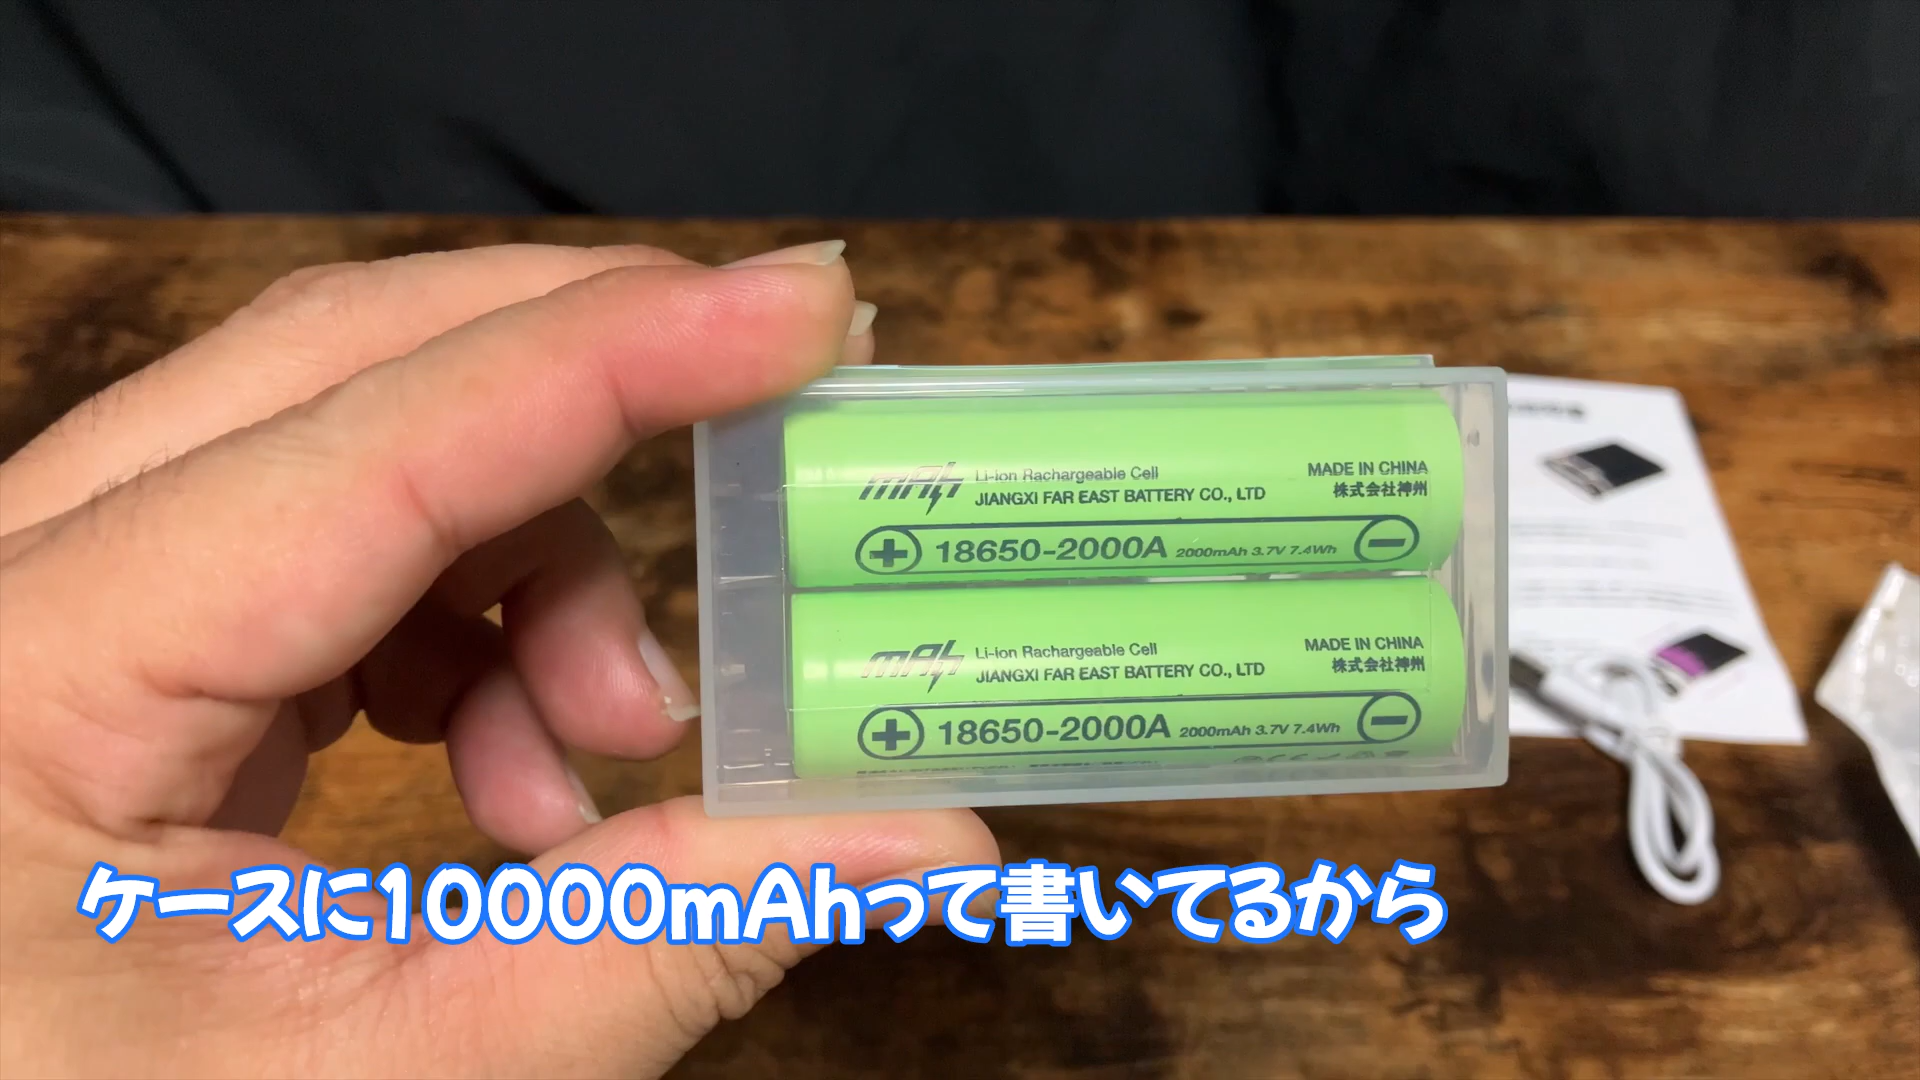 mAh Li-ion Rachargeable Cell
JIANGXI FAR EAST BATTERY CO., LTD
MADE IN CHINA
株式会社神州
+ 18650-2000A 2000mAh 3.7V 7.4Wh −
mAh Li-ion Rachargeable Cell
JIANGXI FAR EAST BATTERY CO., LTD
MADE IN CHINA
株式会社神州
+ 18650-2000A 2000mAh 3.7V 7.4Wh −
ケースに10000mAhって書いてるから